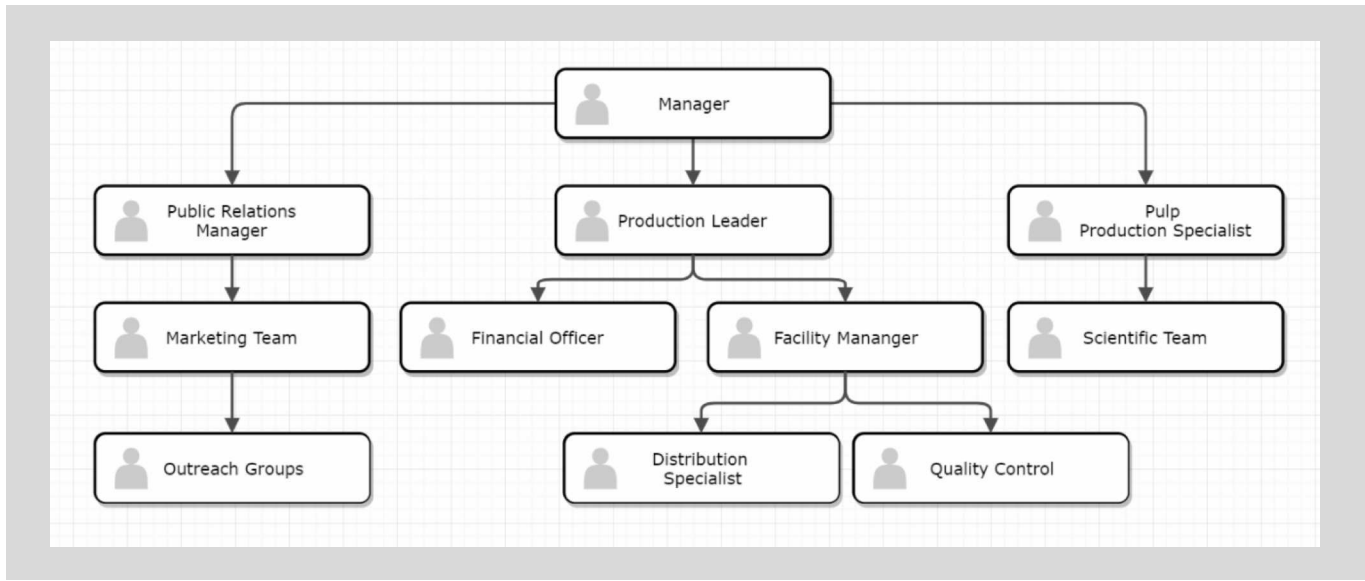 Manager
Public Relations
Manager
Production Leader
Pulp
Production Specialist
Marketing Team
Financial Officer
Facility Mananger
Scientific Team
Outreach Groups
Distribution
Specialist
Quality Control